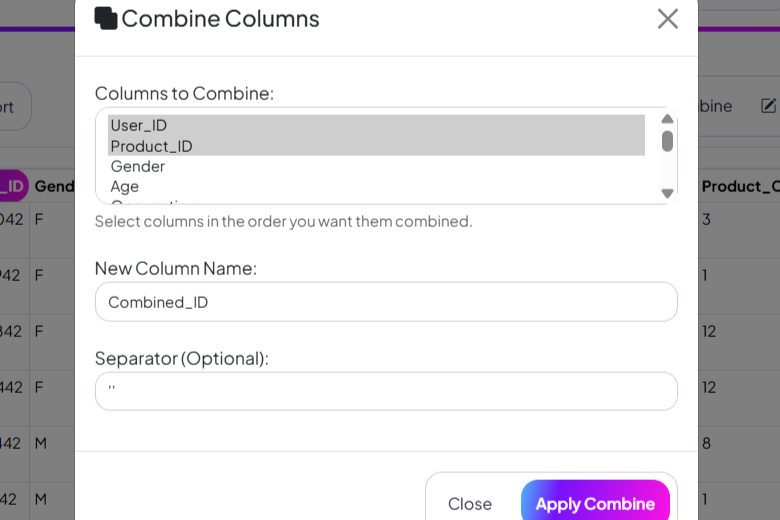 Combine Columns
Columns to Combine:
User_ID
Product_ID
Gender
Age
Select columns in the order you want them combined.
New Column Name:
Combined_ID
Separator (Optional):
''
Close
Apply Combine
ort
bine
_ID
Gend
Product_C
042
F
3
942
F
1
342
F
12
442
F
12
442
M
8
42
M
1